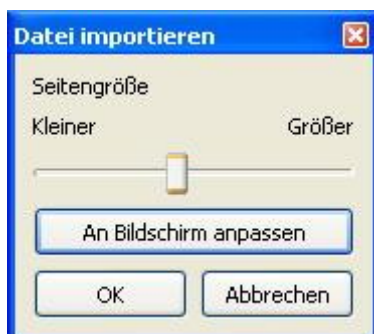 Datei importieren
Seitengröße
Kleiner Größer
An Bildschirm anpassen
OK Abbrechen